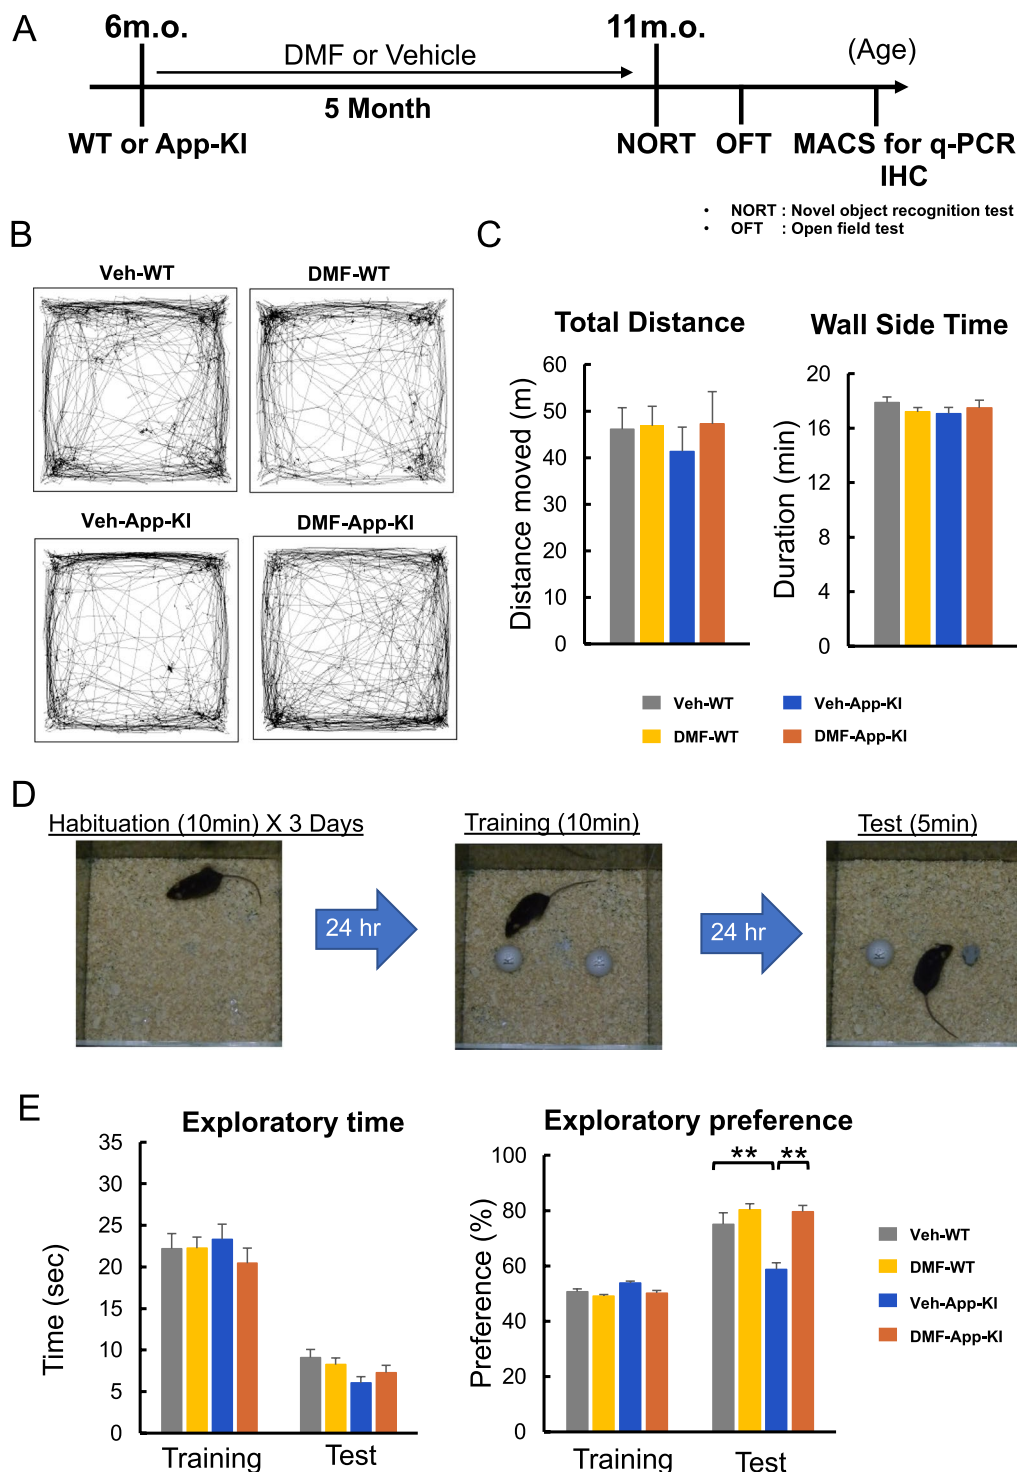 A
6m.o.
11m.o.
DMF or Vehicle
(Age)
5 Month
WT or App-KI
NORT
OFT
MACS for q-PCR
IHC
• NORT : Novel object recognition test
• OFT : Open field test
B
Veh-WT
DMF-WT
Veh-App-KI
DMF-App-KI
C
Total Distance
Distance moved (m)
60
50
40
30
20
10
0
Wall Side Time
Duration (min)
20
16
12
8
4
0
Veh-WT
Veh-App-KI
DMF-WT
DMF-App-KI
D
Habituation (10min) X 3 Days
Training (10min)
Test (5min)
24 hr
24 hr
E
Exploratory time
Time (sec)
35
30
25
20
15
10
5
0
Training
Test
Exploratory preference
Preference (%)
100
80
60
40
20
0
**
**
Training
Test
Veh-WT
DMF-WT
Veh-App-KI
DMF-App-KI